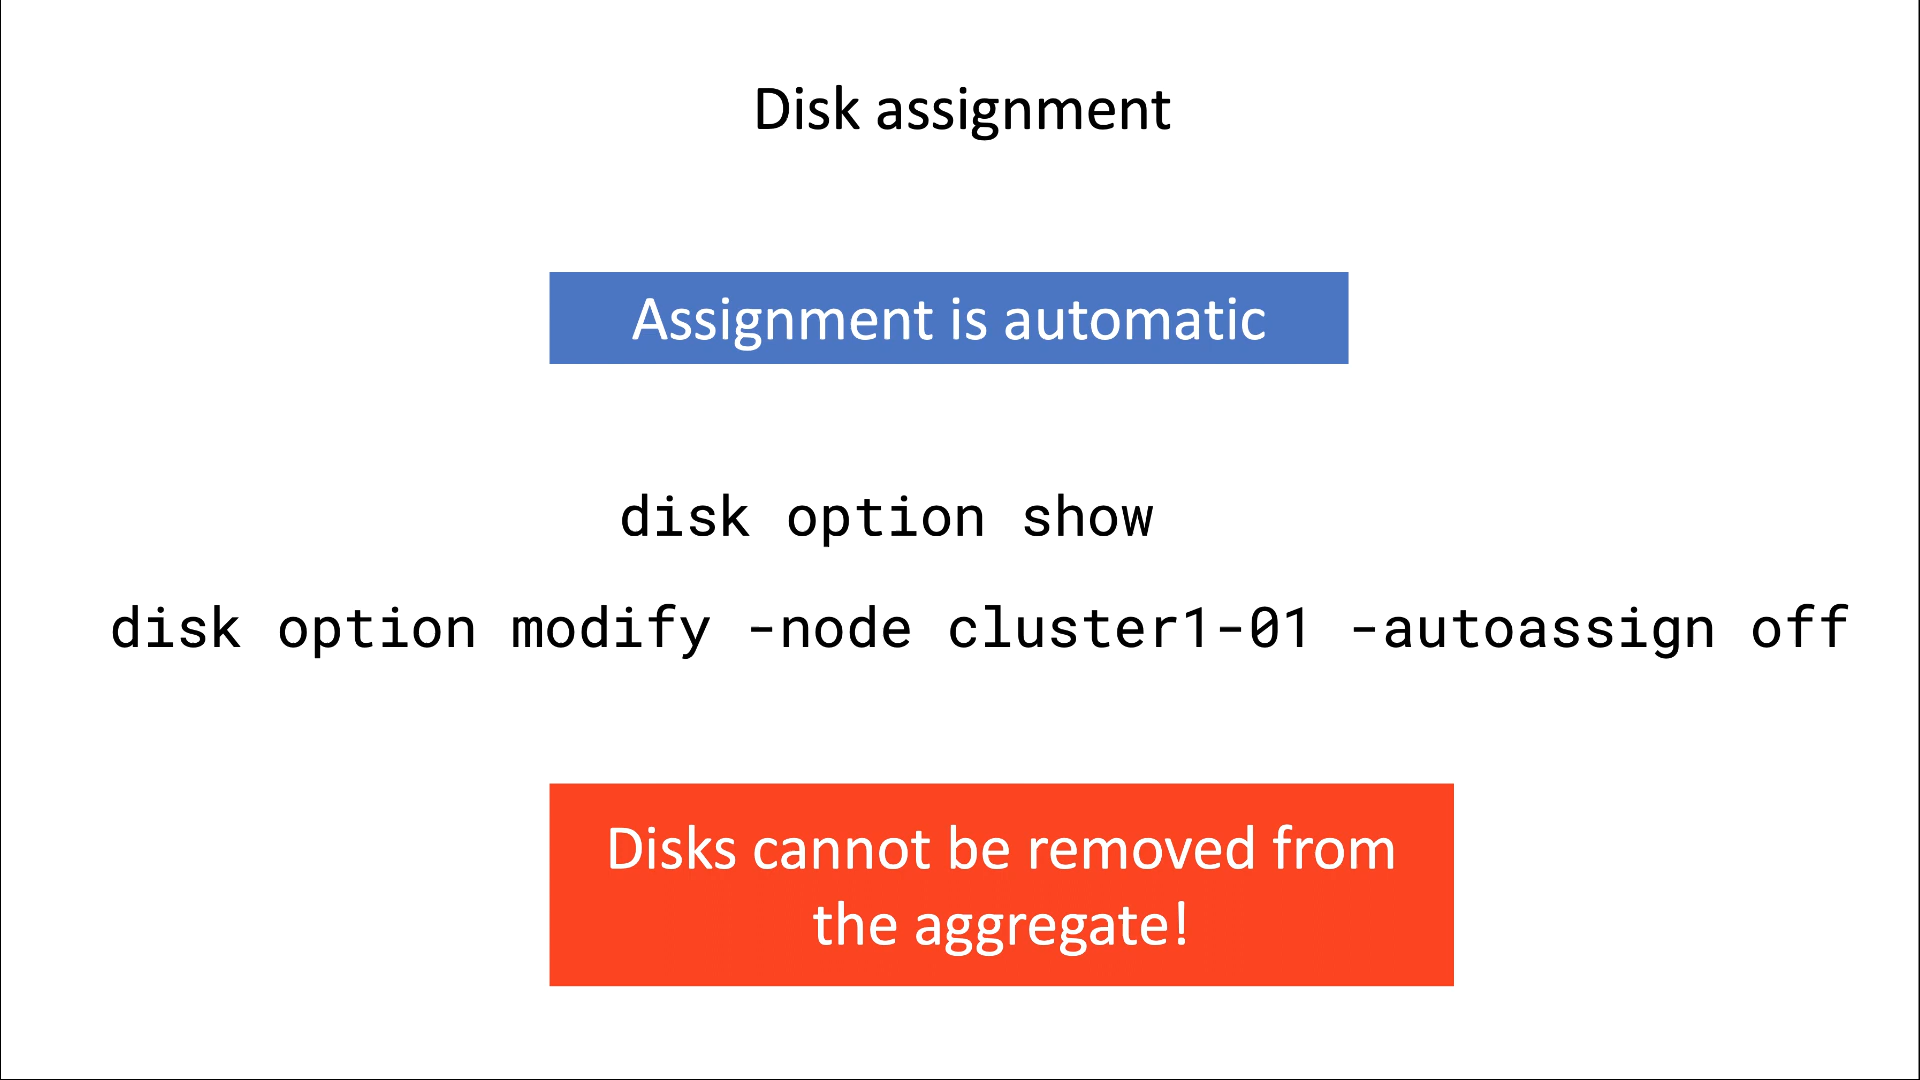 Disk assignment
Assignment is automatic
disk option show
disk option modify -node cluster1-01 -autoassign off
Disks cannot be removed from
the aggregate!